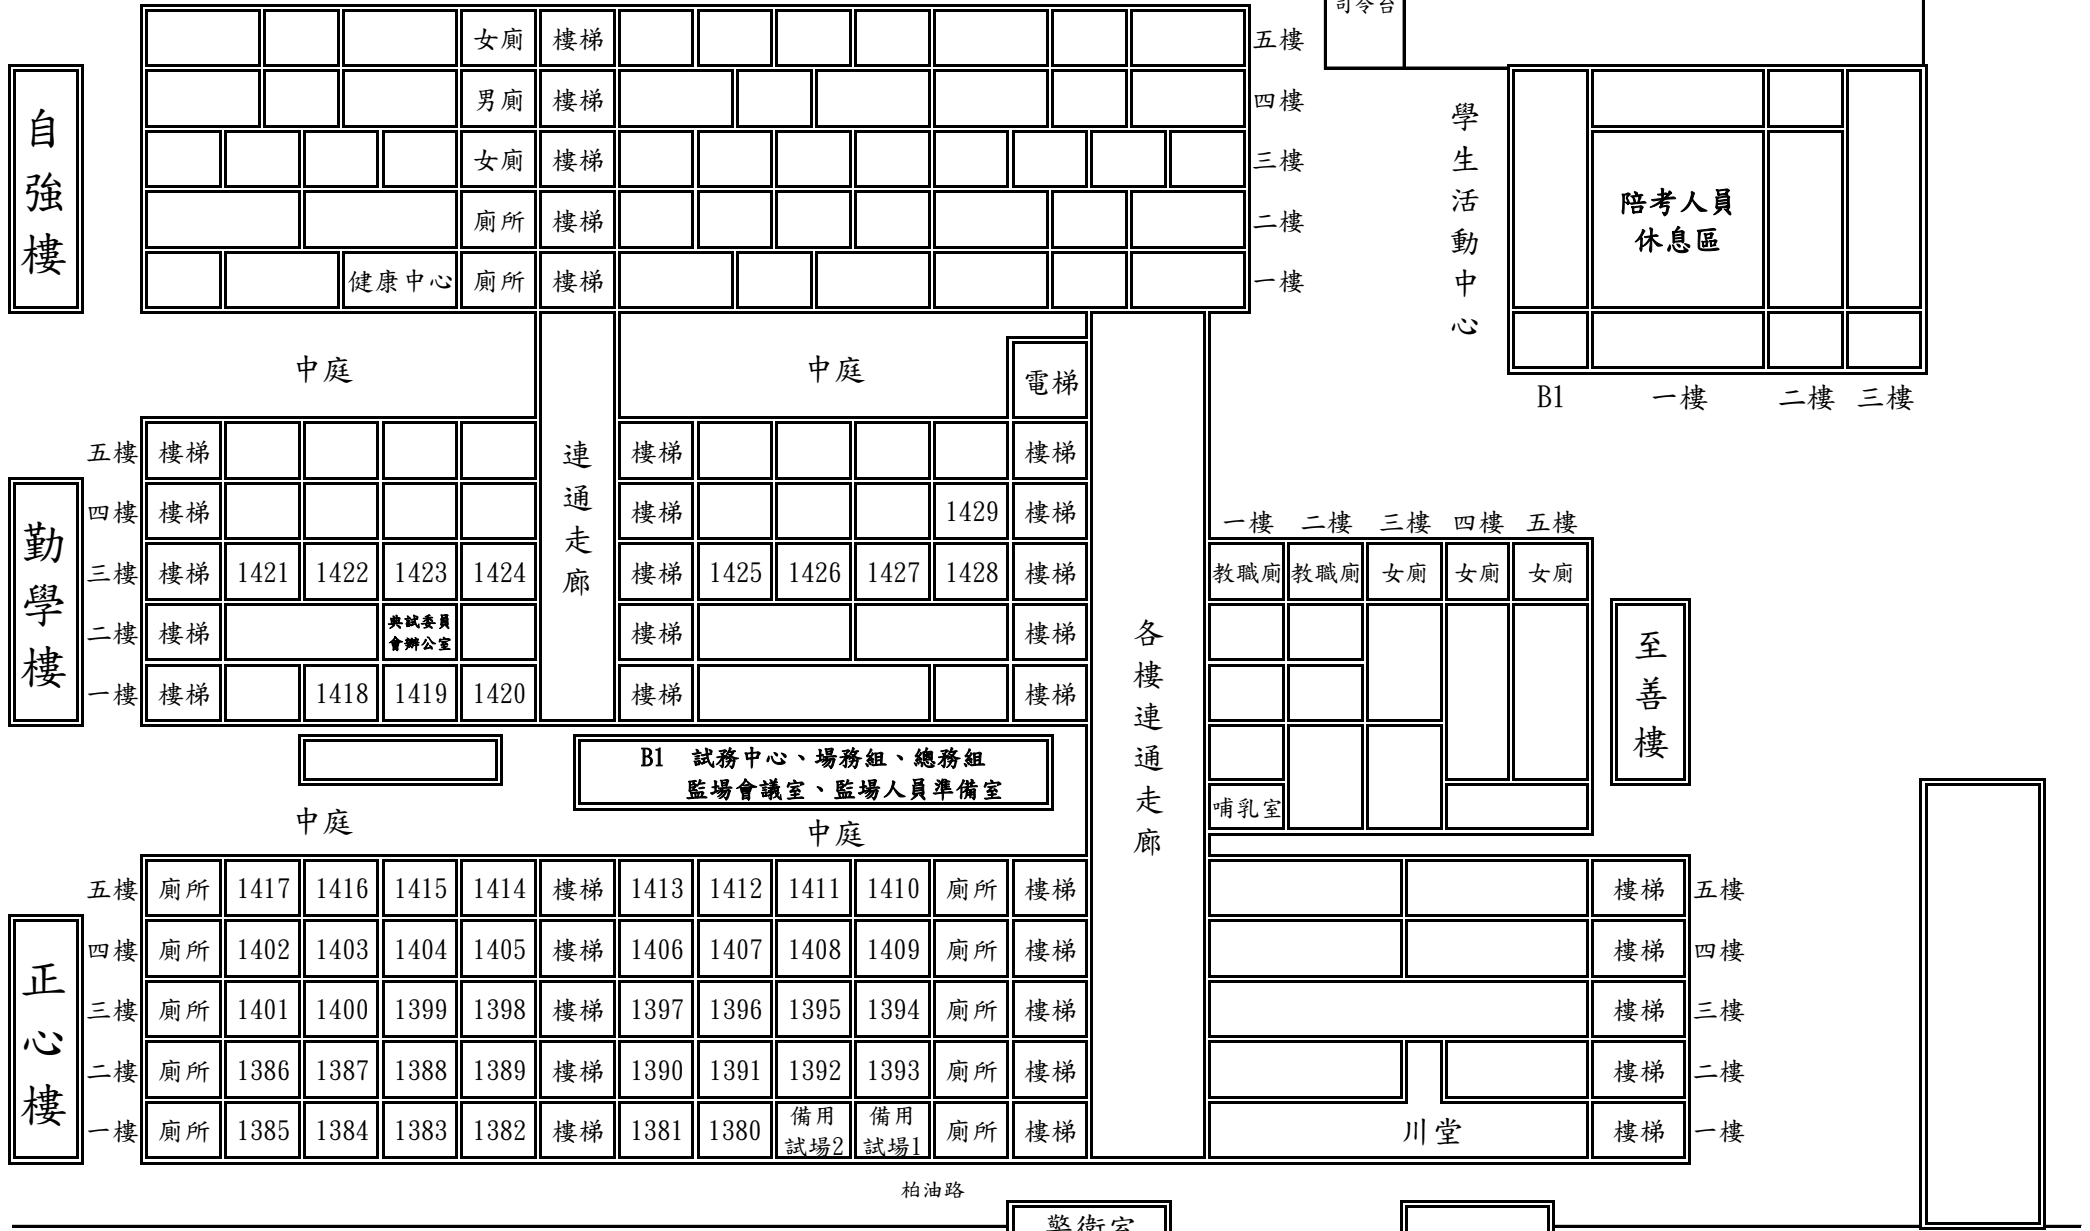 司令台
女廁 樓梯 五樓
男廁 樓梯 四樓
女廁 樓梯 三樓
廁所 樓梯 二樓
健康中心 廁所 樓梯 一樓
自強樓
學生活動中心
陪考人員
休息區
B1 一樓 二樓 三樓
中庭 中庭 電梯
連通走廊
各樓連通走廊
勤學樓
五樓 樓梯 樓梯 樓梯
四樓 樓梯 樓梯 1429 樓梯
三樓 樓梯 1421 1422 1423 1424 樓梯 1425 1426 1427 1428 樓梯
二樓 樓梯 典試委員
會辦公室 樓梯 樓梯
一樓 樓梯 1418 1419 1420 樓梯 樓梯
一樓 二樓 三樓 四樓 五樓
教職廁 教職廁 女廁 女廁 女廁
哺乳室
至善樓
B1 試務中心、場務組、總務組
監場會議室、監場人員準備室
中庭 中庭
正心樓
五樓 廁所 1417 1416 1415 1414 樓梯 1413 1412 1411 1410 廁所 樓梯 樓梯 五樓
四樓 廁所 1402 1403 1404 1405 樓梯 1406 1407 1408 1409 廁所 樓梯 樓梯 四樓
三樓 廁所 1401 1400 1399 1398 樓梯 1397 1396 1395 1394 廁所 樓梯 樓梯 三樓
二樓 廁所 1386 1387 1388 1389 樓梯 1390 1391 1392 1393 廁所 樓梯 樓梯 二樓
一樓 廁所 1385 1384 1383 1382 樓梯 1381 1380 備用
試場2 備用
試場1 廁所 樓梯 川堂 樓梯 一樓
柏油路
警衛室